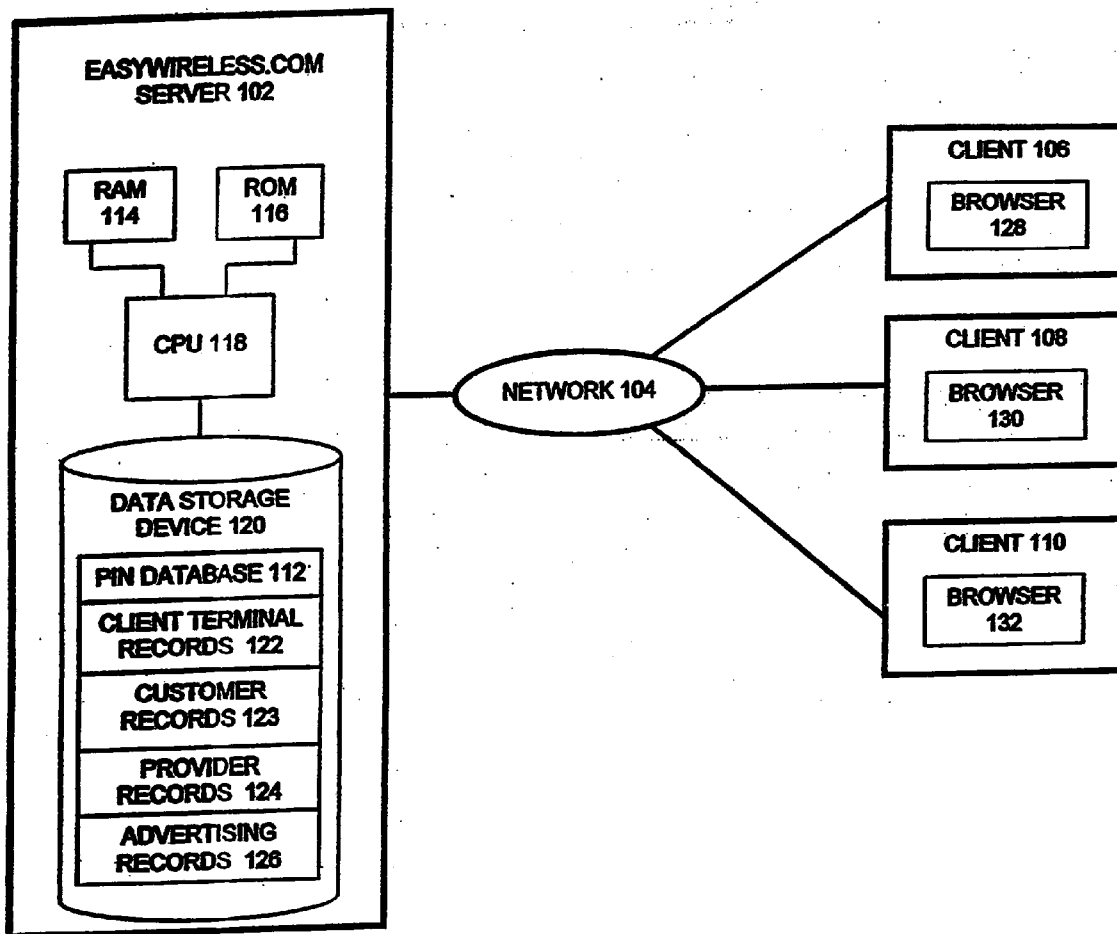 EASYWIRELESS.COM
SERVER 102
RAM
114
ROM
116
CPU 118
DATA STORAGE
DEVICE 120
PIN DATABASE 112
CLIENT TERMINAL
RECORDS 122
CUSTOMER
RECORDS 123
PROVIDER
RECORDS 124
ADVERTISING
RECORDS 126
NETWORK 104
CLIENT 106
BROWSER
128
CLIENT 108
BROWSER
130
CLIENT 110
BROWSER
132